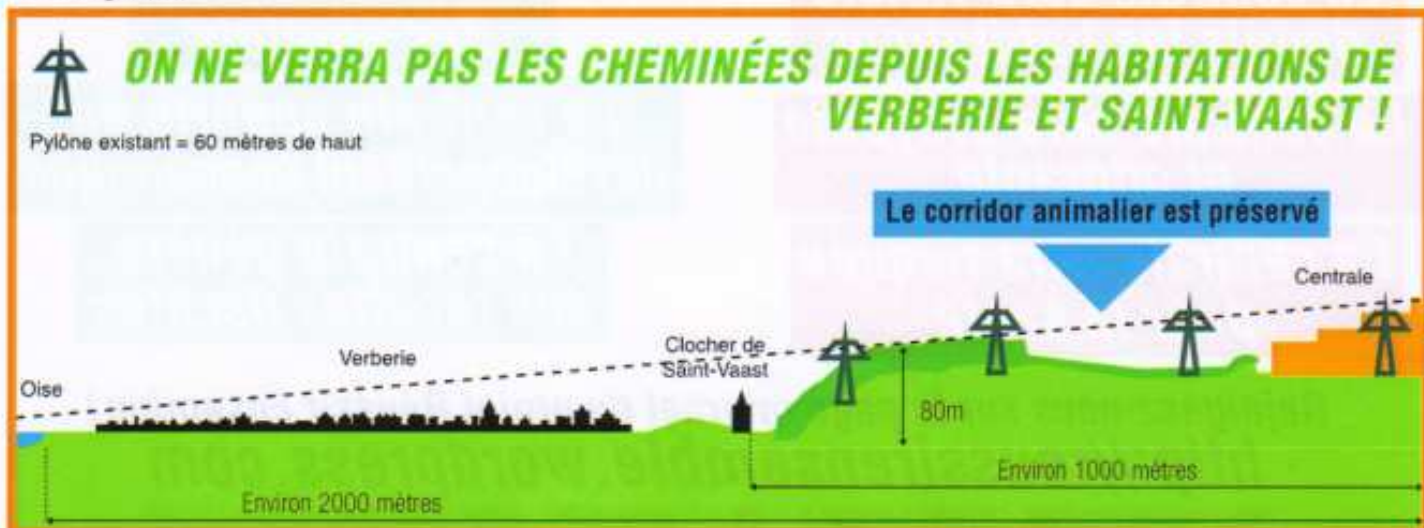 ON NE VERRA PAS LES CHEMINÉES DEPUIS LES HABITATIONS DE
VERBERIE ET SAINT-VAAST !
Pylône existant = 60 mètres de haut
Le corridor animalier est préservé
Centrale
Clocher de
Saint-Vaast
Verberie
Oise
80m
Environ 1000 mètres
Environ 2000 mètres